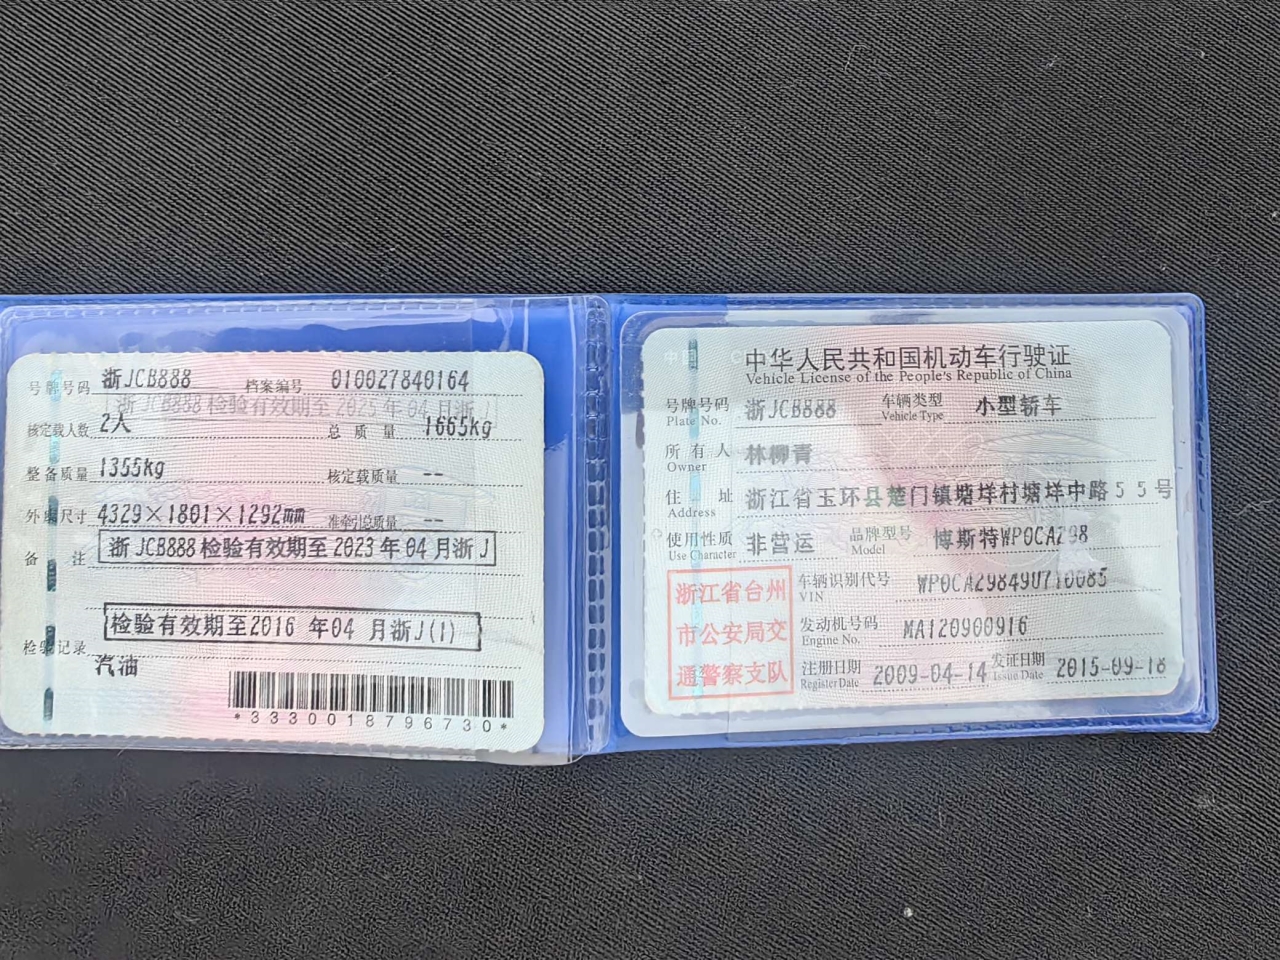 号牌号码 浙JCB888 档案编号 010027840164
浙JCB888检验有效期至2025年04月浙J
核定载人数 2人 总质量 1665kg
整备质量 1355kg 核定载质量 --
外廓尺寸 4329×1801×1292mm 准牵引总质量 --
备注 浙JCB888检验有效期至2023年04月浙J
检验有效期至2016 年04 月浙J(1)
检验记录
汽油
*3330018796730*
中华人民共和国机动车行驶证
Vehicle License of the People's Republic of China
号牌号码 浙JCB888 车辆类型 小型轿车
Plate No. Vehicle Type
所有人 林柳青
Owner
住址 浙江省玉环县楚门镇塘垟村塘垟中路55号
Address
使用性质 非营运 品牌型号 博斯特WP0CA298
Use Character Model
浙江省台州
市公安局交
通警察支队
车辆识别代号 WP0CA29849U710085
VIN
发动机号码 MA120900916
Engine No.
注册日期 2009-04-14 发证日期 2015-09-18
Register Date Issue Date